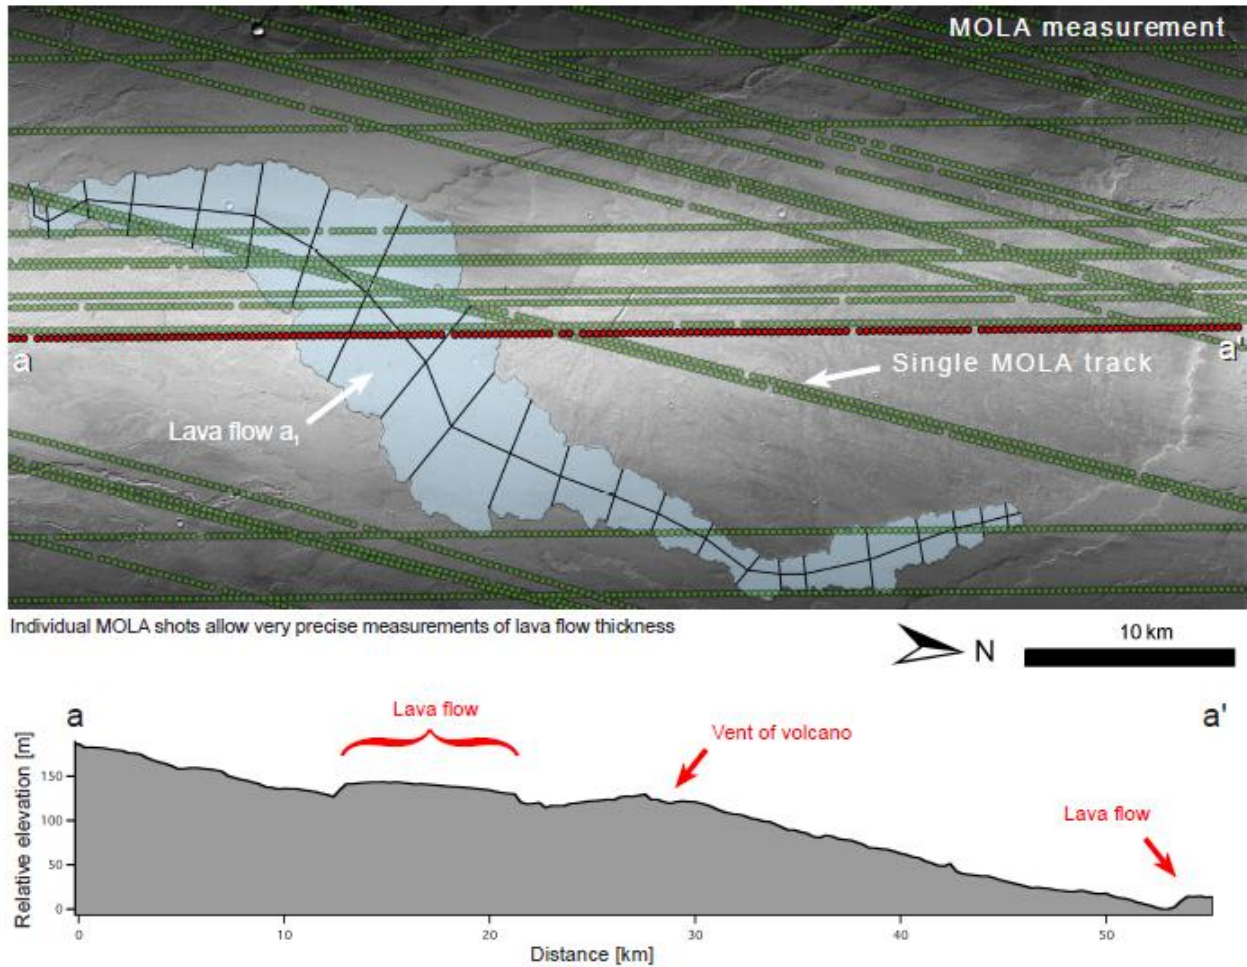 MOLA measurement
a
a'
Single MOLA track
Lava flow a₁
Individual MOLA shots allow very precise measurements of lava flow thickness
N
10 km
a
a'
Lava flow
Vent of volcano
Lava flow
Relative elevation [m]
150
100
50
0
0
10
20
30
40
50
Distance [km]